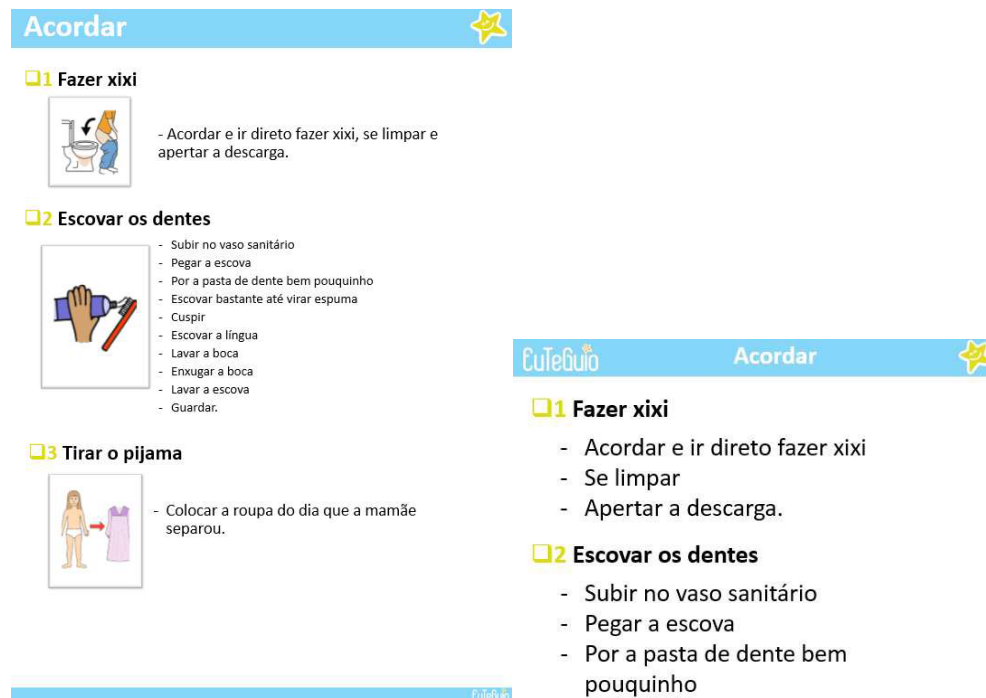 Acordar
1 Fazer xixi
- Acordar e ir direto fazer xixi, se limpar e
apertar a descarga.
2 Escovar os dentes
- Subir no vaso sanitário
- Pegar a escova
- Por a pasta de dente bem pouquinho
- Escovar bastante até virar espuma
- Cuspir
- Escovar a língua
- Lavar a boca
- Enxugar a boca
- Lavar a escova
- Guardar.
3 Tirar o pijama
- Colocar a roupa do dia que a mamãe
separou.
EuTeGuio
EuTeGuio
Acordar
1 Fazer xixi
- Acordar e ir direto fazer xixi
- Se limpar
- Apertar a descarga.
2 Escovar os dentes
- Subir no vaso sanitário
- Pegar a escova
- Por a pasta de dente bem
pouquinho